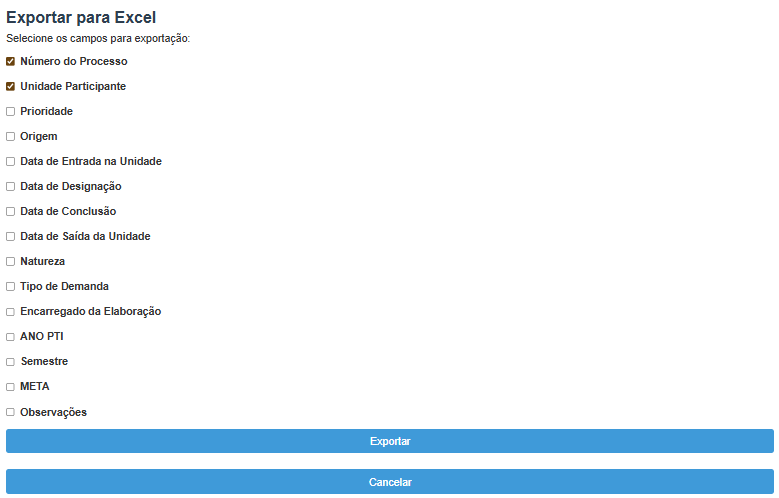 Exportar para Excel
Selecione os campos para exportação:
Número do Processo
Unidade Participante
Prioridade
Origem
Data de Entrada na Unidade
Data de Designação
Data de Conclusão
Data de Saída da Unidade
Natureza
Tipo de Demanda
Encarregado da Elaboração
ANO PTI
Semestre
META
Observações
Exportar
Cancelar